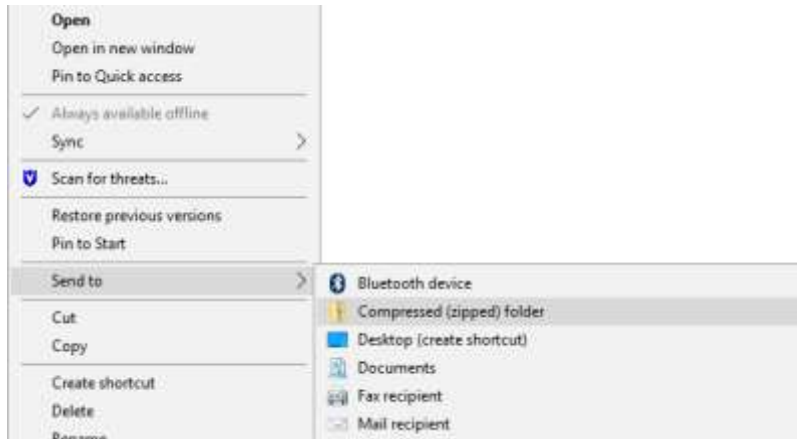 Open
Open in new window
Pin to Quick access
Always available offline
Sync
Scan for threats...
Restore previous versions
Pin to Start
Send to
Cut
Copy
Create shortcut
Delete
Rename
Bluetooth device
Compressed (zipped) folder
Desktop (create shortcut)
Documents
Fax recipient
Mail recipient